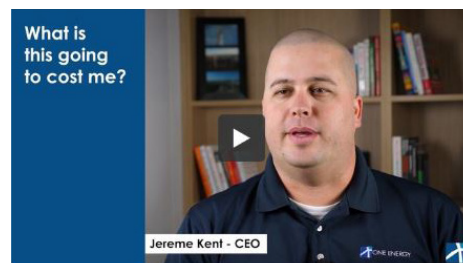 What is
this going
to cost me?
Jereme Kent - CEO
ONE ENERGY